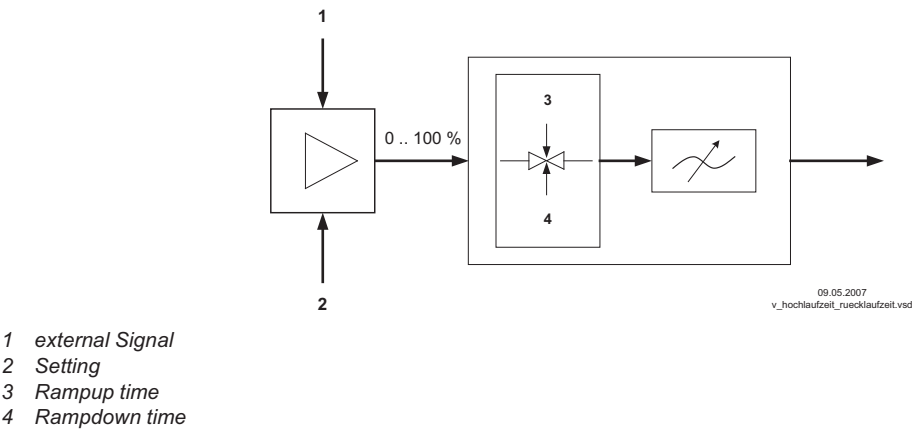 1
0 .. 100 %
3
4
2
09.05.2007
v_hochlaufzeit_ruecklaufzeit.vsd
1 external Signal
2 Setting
3 Rampup time
4 Rampdown time